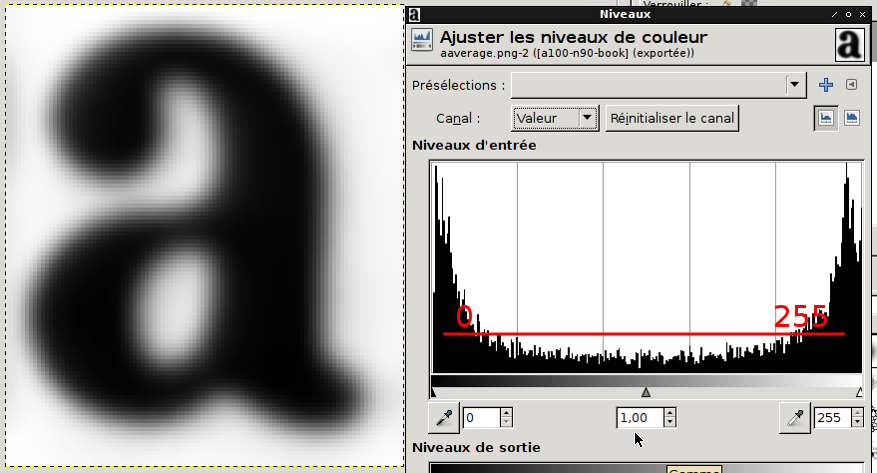 a
Verrouiller :
Niveaux
Ajuster les niveaux de couleur
aaverage.png-2 ([a100-n90-book] (exportée))
a
Présélections :
Canal :
Valeur
Réinitialiser le canal
Niveaux d'entrée
0
255
0
1,00
255
Niveaux de sortie
Gamma